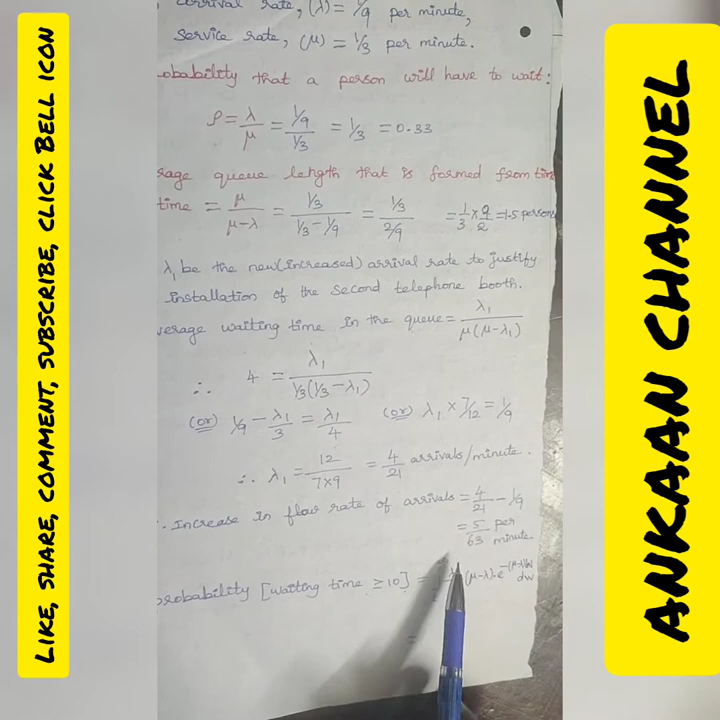 LIKE, SHARE, COMMENT, SUBSCRIBE, CLICK BELL ICON
arrival rate, (λ) = 1/9 per minute,
service rate, (μ) = 1/3 per minute.
obability that a person will have to wait:
ρ = λ/μ = (1/9)/(1/3) = 1/3 = 0.33
rage queue length that is formed from tim
time = μ/(μ-λ) = (1/3)/(1/3-1/9) = (1/3)/(2/9) = 1/3 × 9/2 = 1.5 persons
λ₁ be the new (increased) arrival rate to justify
installation of the second telephone booth.
verage waiting time in the queue = λ₁/(μ(μ-λ₁))
∴ 4 = λ₁/(1/3(1/3-λ₁))
(or) 1/9 - λ₁/3 = λ₁/4 (or) λ₁ × 7/12 = 1/9
∴ λ₁ = 12/(7×9) = 4/21 arrivals/minute.
∴ Increase in flow rate of arrivals = 4/21 - 1/9
= 5/63 per minute.
robability [waiting time ≥ 10] = (μ-λ).e dw
=
ANKAAN CHANNEL